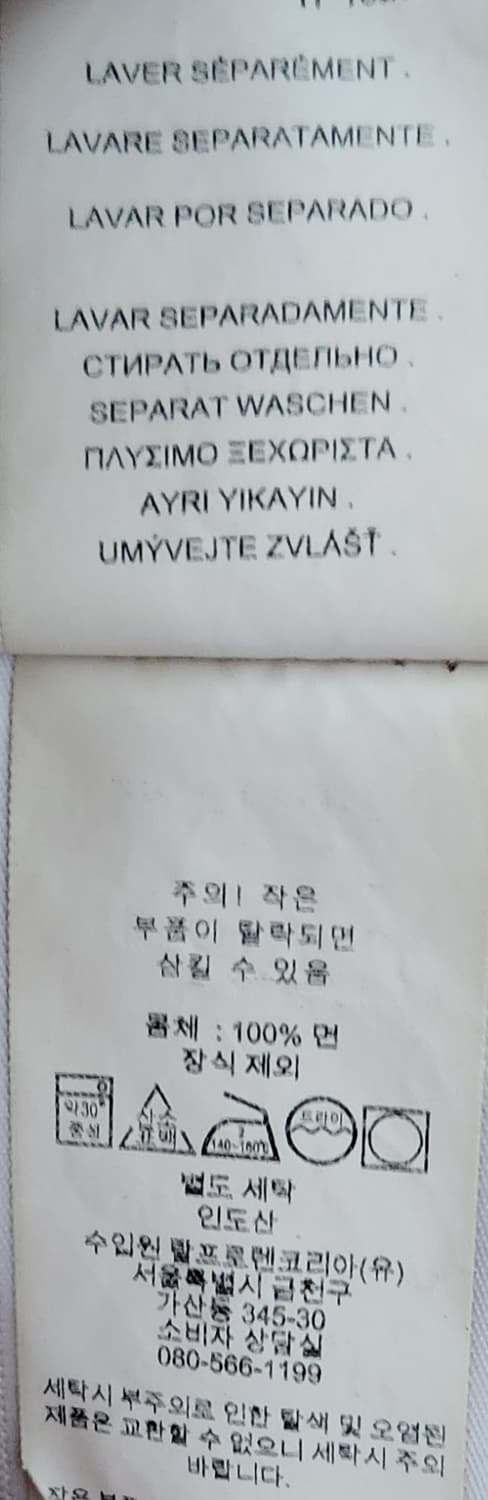 LAVER SÉPARÉMENT .
LAVARE SEPARATAMENTE .
LAVAR POR SEPARADO .
LAVAR SEPARADAMENTE .
СТИРАТЬ ОТДЕЛЬНО .
SEPARAT WASCHEN .
ΠΛΥΣΙΜΟ ΞΕΧΩΡΙΣΤΑ .
AYRI YIKAYIN .
UMÝVEJTE ZVLÁŠŤ .
주의! 작은
부품이 탈락되면
삼킬 수 있음
몸체 : 100% 면
장식 제외
약30° 중성 산소 표백 140~160℃ 드라이
별도 세탁
인도산
수입원 랄프로렌코리아(유)
서울특별시 금천구
가산동 345-30
소비자 상담실
080-566-1199
세탁시 부주의로 인한 탈색 및 오염된
제품은 교환할 수 없으니 세탁시 주의
바랍니다.